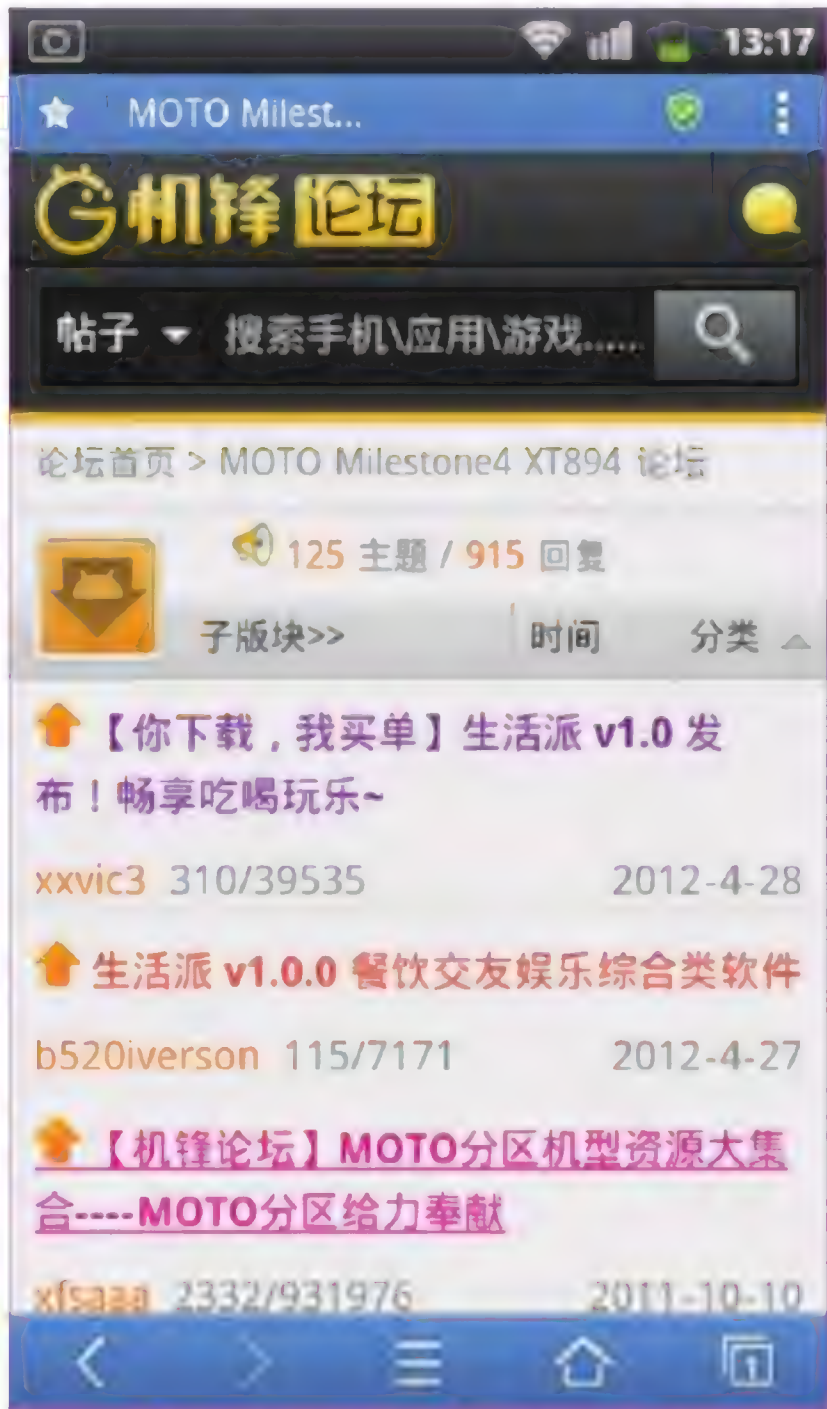 13:17
MOTO Milest...
机锋论坛
帖子 搜索手机\应用\游戏......
论坛首页 > MOTO Milestone4 XT894 论坛
125 主题 / 915 回复
子版块>> 时间 分类
【你下载，我买单】生活派 v1.0 发
布！畅享吃喝玩乐~
xxvic3 310/39535 2012-4-28
生活派 v1.0.0 餐饮交友娱乐综合类软件
b520iverson 115/7171 2012-4-27
【机锋论坛】MOTO分区机型资源大集
合----MOTO分区给力奉献
xfsaaa 2332/931976 2011-10-10
1